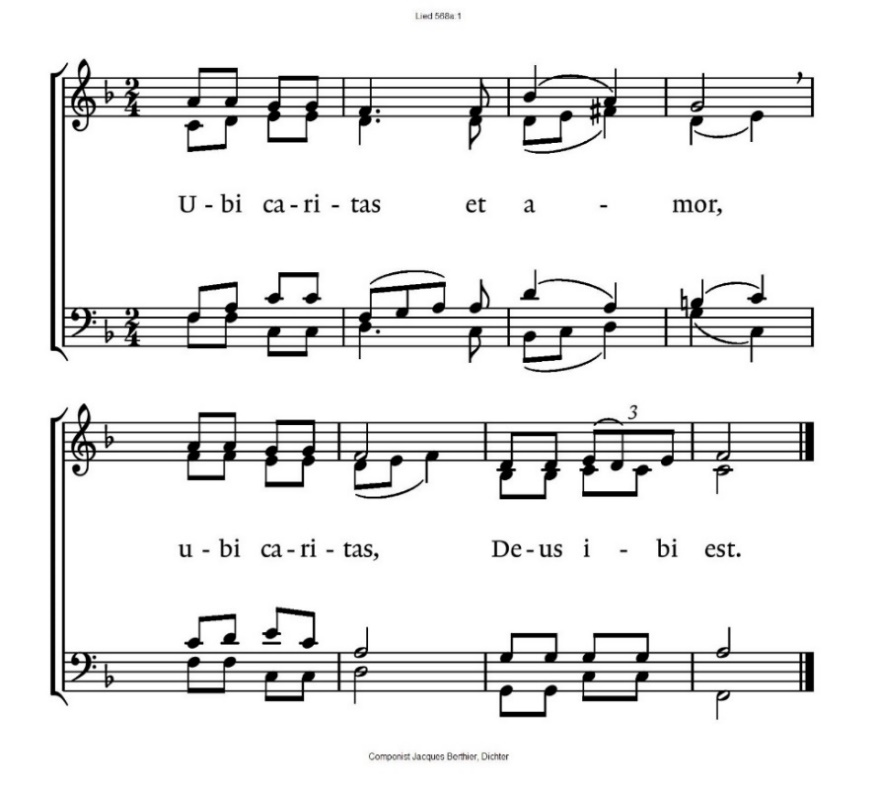 Lied 568a:1
U - bi ca - ri - tas et a - mor,
u - bi ca - ri - tas, De - us i - bi est.
3
Componist Jacques Berthier, Dichter